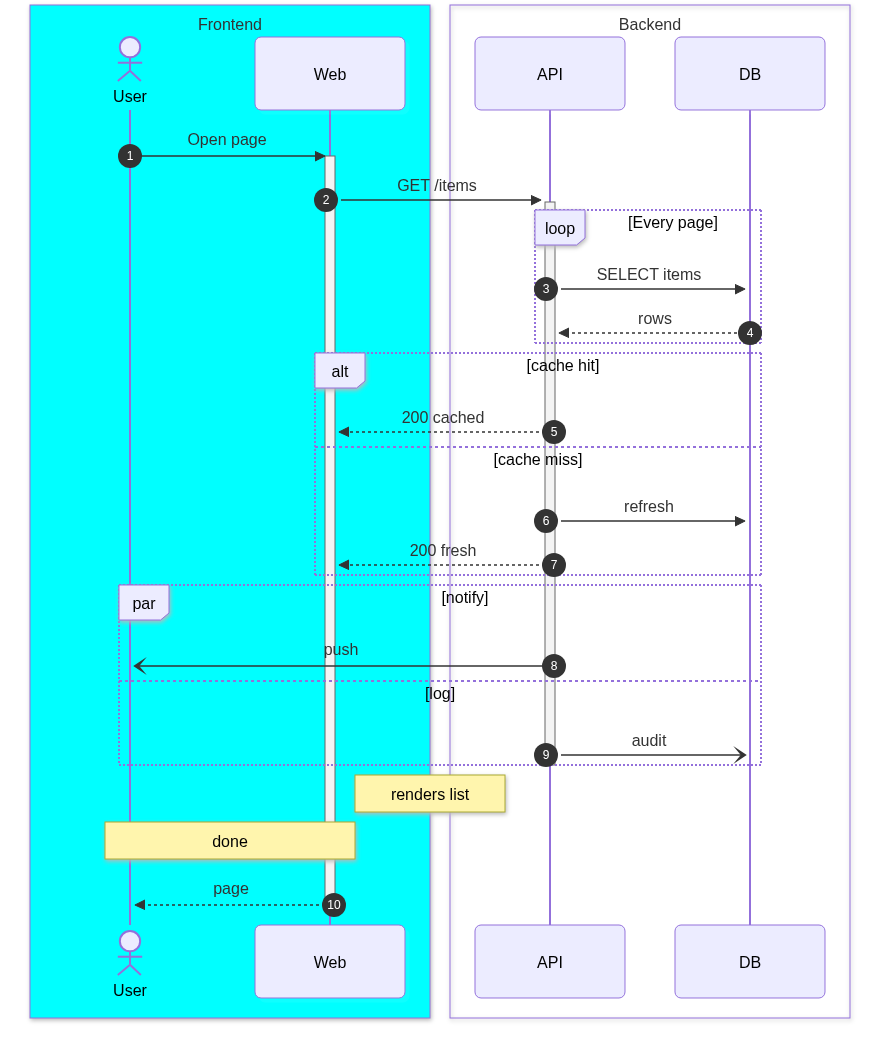 Frontend
Backend
User
Web
API
DB
1
Open page
2
GET /items
loop
[Every page]
3
SELECT items
rows
4
alt
[cache hit]
200 cached
5
[cache miss]
6
refresh
200 fresh
7
par
[notify]
push
8
[log]
9
audit
renders list
done
page
10
User
Web
API
DB